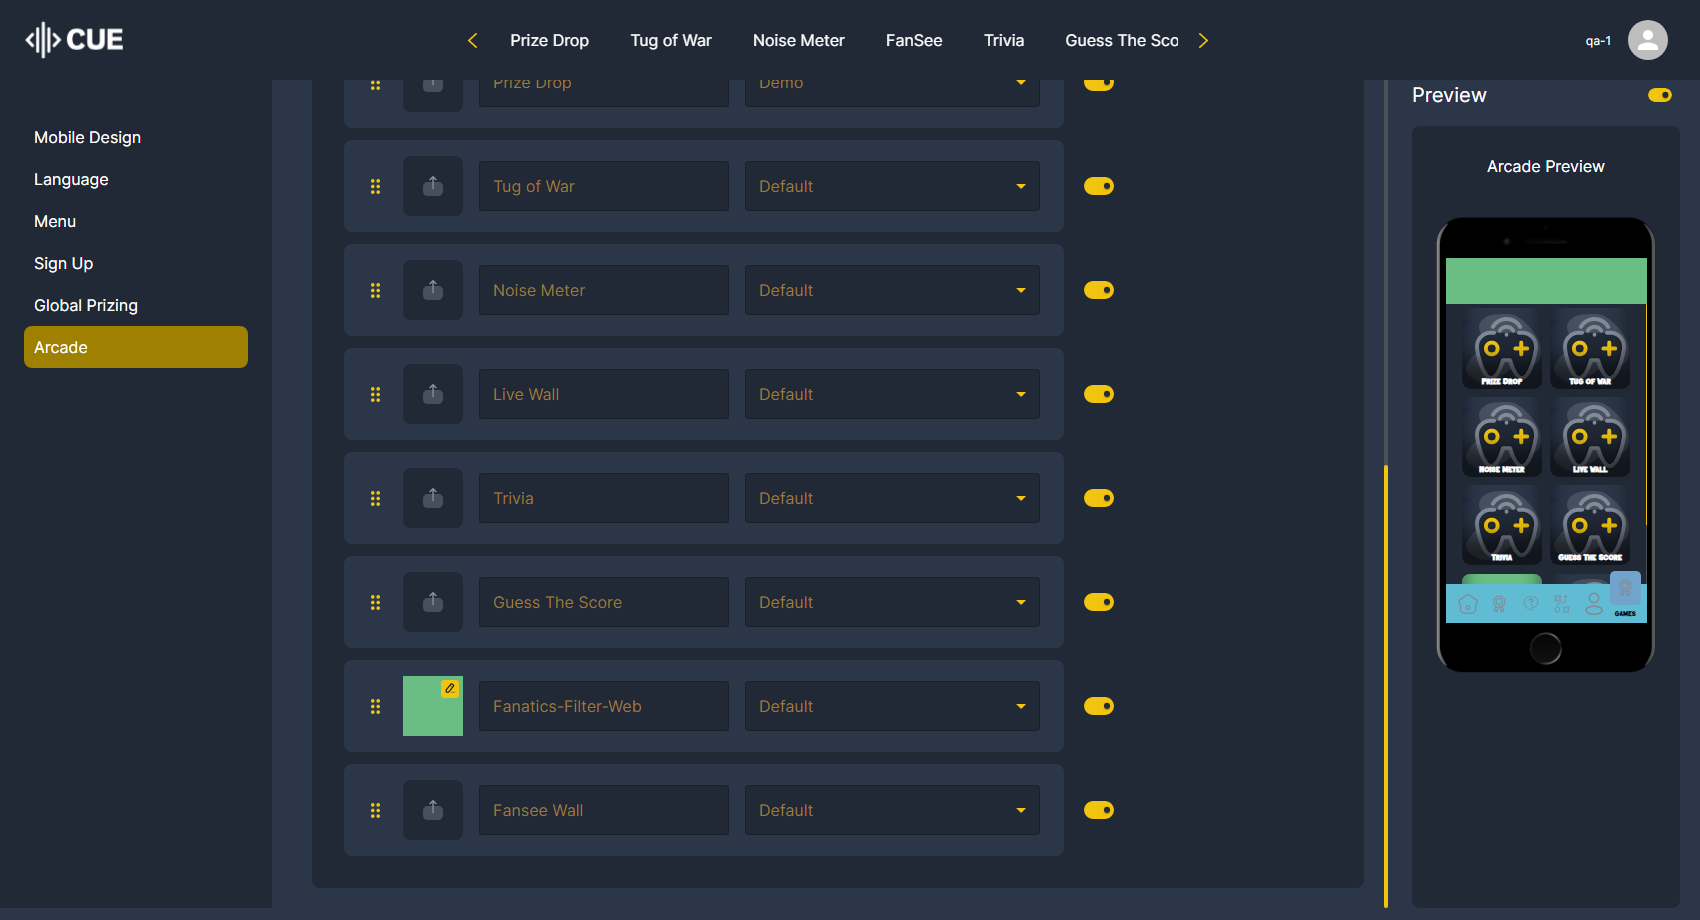 CUE
Prize Drop
Tug of War
Noise Meter
FanSee
Trivia
Guess The Sco
qa-1
Mobile Design
Language
Menu
Sign Up
Global Prizing
Arcade
Prize Drop
Demo
Tug of War
Default
Noise Meter
Default
Live Wall
Default
Trivia
Default
Guess The Score
Default
Fanatics-Filter-Web
Default
Fansee Wall
Default
Preview
Arcade Preview
Prize Drop
Tug of War
Noise Meter
Live Wall
Trivia
Guess The Score
GAMES